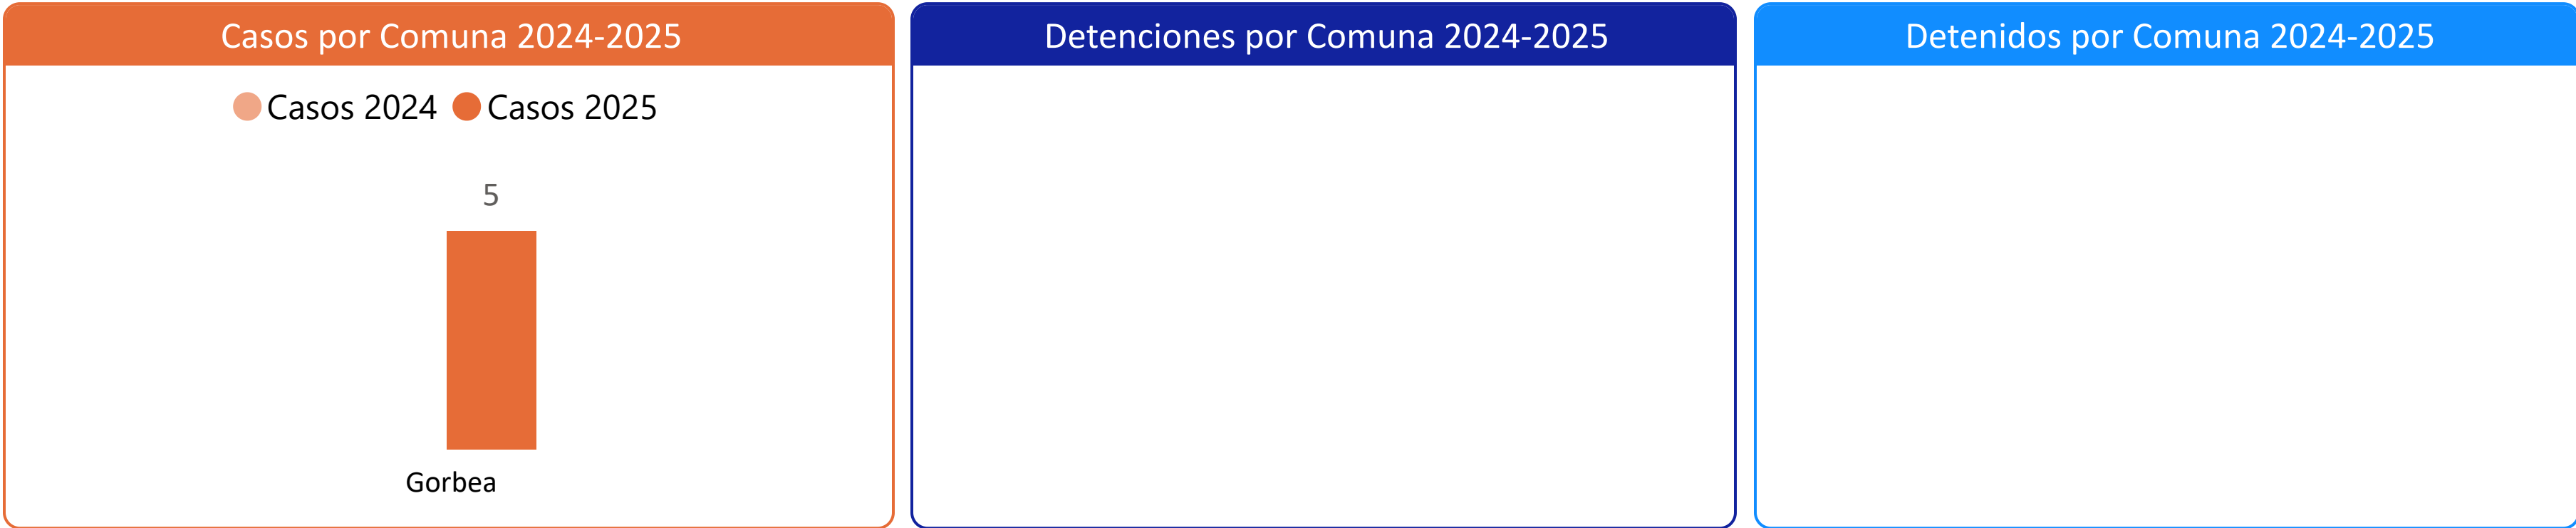 Casos por Comuna 2024-2025
Casos 2024 Casos 2025
5
Gorbea
Detenciones por Comuna 2024-2025
Detenidos por Comuna 2024-2025